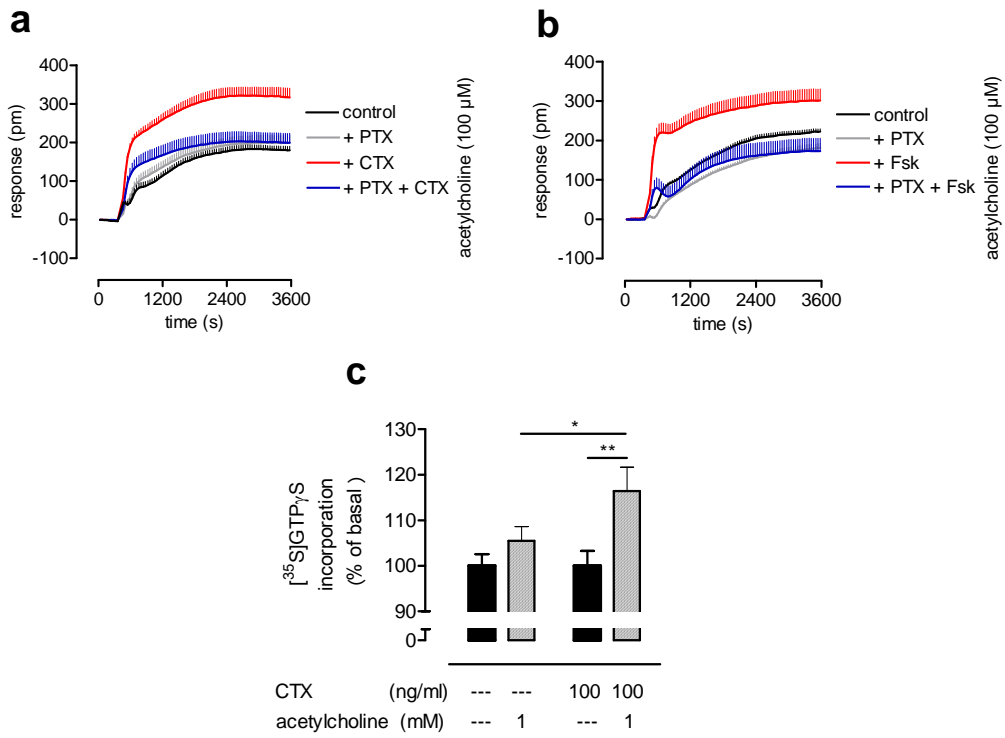 a
response (pm)
400
300
200
100
0
-100
0 1200 2400 3600
time (s)
control
+ PTX
+ CTX
+ PTX + CTX
acetylcholine (100 µM)
b
response (pm)
400
300
200
100
0
-100
0 1200 2400 3600
time (s)
control
+ PTX
+ Fsk
+ PTX + Fsk
acetylcholine (100 µM)
c
[³⁵S]GTPγS
incorporation
(% of basal )
130
120
110
100
90
0
*
**
CTX (ng/ml) --- --- 100 100
acetylcholine (mM) --- 1 --- 1